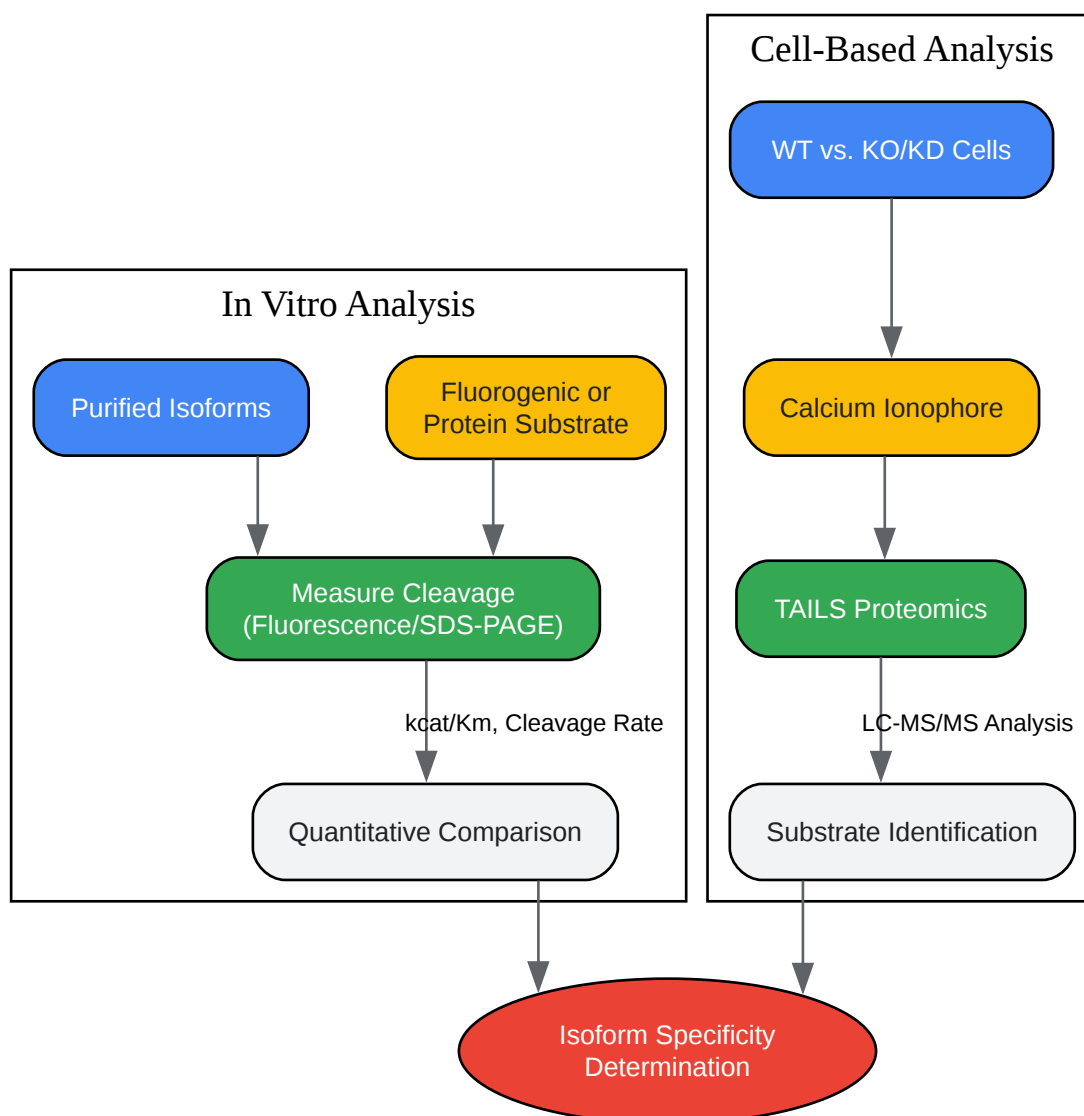 Cell-Based Analysis
WT vs. KO/KD Cells
In Vitro Analysis
Purified Isoforms
Fluorogenic or
Protein Substrate
Calcium Ionophore
Measure Cleavage
(Fluorescence/SDS-PAGE)
TAILS Proteomics
kcat/Km, Cleavage Rate
LC-MS/MS Analysis
Quantitative Comparison
Substrate Identification
Isoform Specificity
Determination